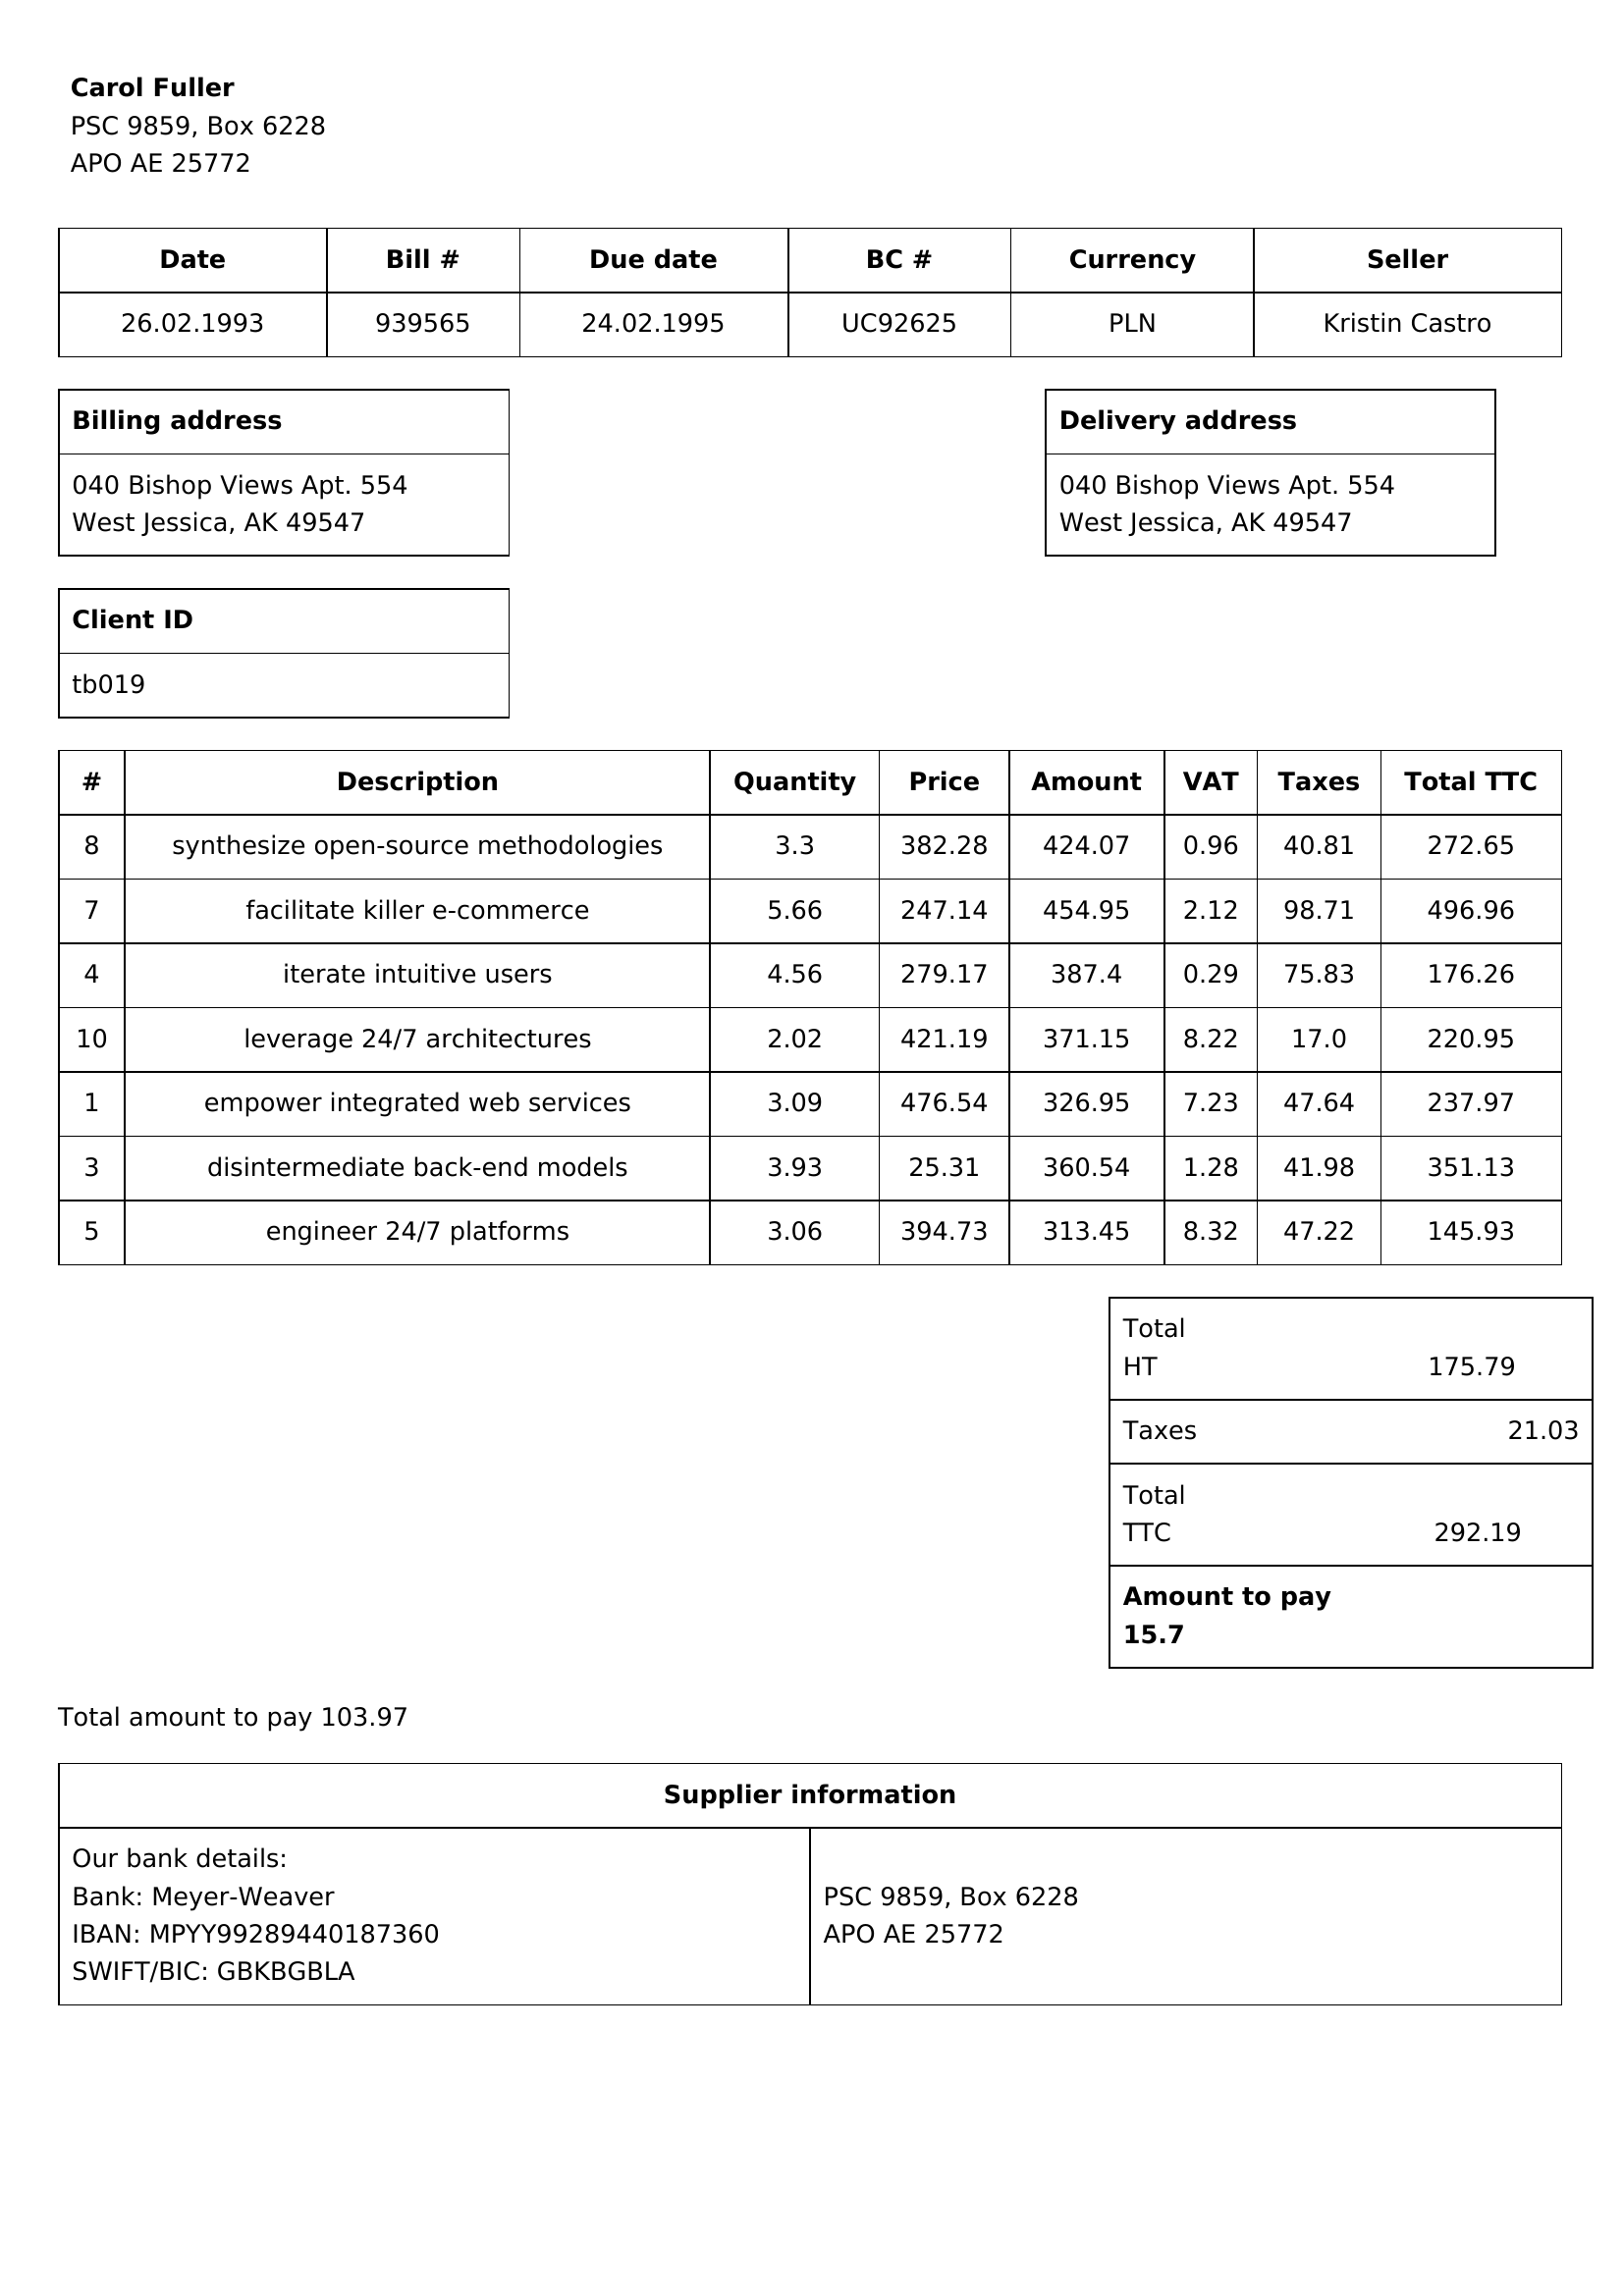 Carol Fuller
PSC 9859, Box 6228
APO AE 25772
Date Bill # Due date BC # Currency Seller
26.02.1993 939565 24.02.1995 UC92625 PLN Kristin Castro
Billing address
040 Bishop Views Apt. 554
West Jessica, AK 49547
Delivery address
040 Bishop Views Apt. 554
West Jessica, AK 49547
Client ID
tb019
# Description Quantity Price Amount VAT Taxes Total TTC
8 synthesize open-source methodologies 3.3 382.28 424.07 0.96 40.81 272.65
7 facilitate killer e-commerce 5.66 247.14 454.95 2.12 98.71 496.96
4 iterate intuitive users 4.56 279.17 387.4 0.29 75.83 176.26
10 leverage 24/7 architectures 2.02 421.19 371.15 8.22 17.0 220.95
1 empower integrated web services 3.09 476.54 326.95 7.23 47.64 237.97
3 disintermediate back-end models 3.93 25.31 360.54 1.28 41.98 351.13
5 engineer 24/7 platforms 3.06 394.73 313.45 8.32 47.22 145.93
Total
HT 175.79
Taxes 21.03
Total
TTC 292.19
Amount to pay
15.7
Total amount to pay 103.97
Supplier information
Our bank details:
Bank: Meyer-Weaver
IBAN: MPYY99289440187360
SWIFT/BIC: GBKBGBLA
PSC 9859, Box 6228
APO AE 25772